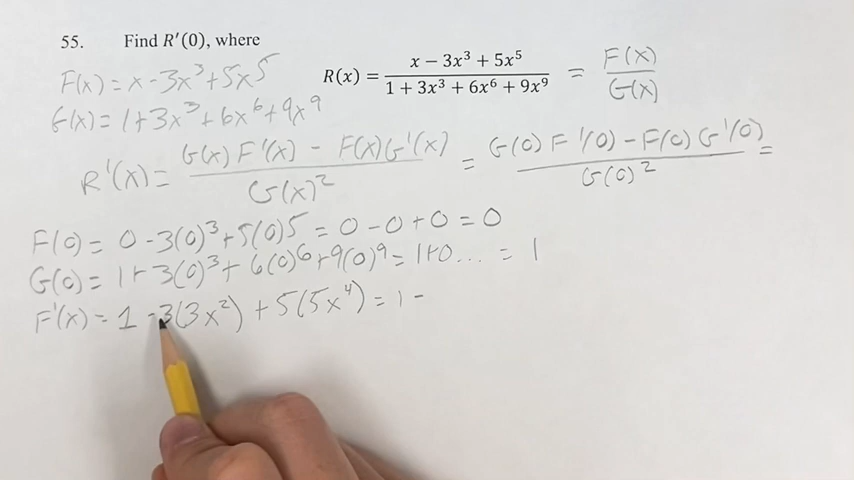 55. Find R′(0), where
F(x) = x - 3x³ + 5x⁵
R(x) = (x − 3x³ + 5x⁵)/(1 + 3x³ + 6x⁶ + 9x⁹) = F(x)/G(x)
G(x) = 1 + 3x³ + 6x⁶ + 9x⁹
R'(x) = (G(x) F'(x) - F(x) G'(x))/G(x)² = (G(0) F'(0) - F(0) G'(0))/G(0)² =
F(0) = 0 - 3(0)³ + 5(0)5 = 0 - 0 + 0 = 0
G(0) = 1 + 3(0)³ + 6(0)⁶ + 9(0)⁹ = 1 + 0 ... = 1
F'(x) = 1 - 3(3x²) + 5(5x⁴) = 1 -